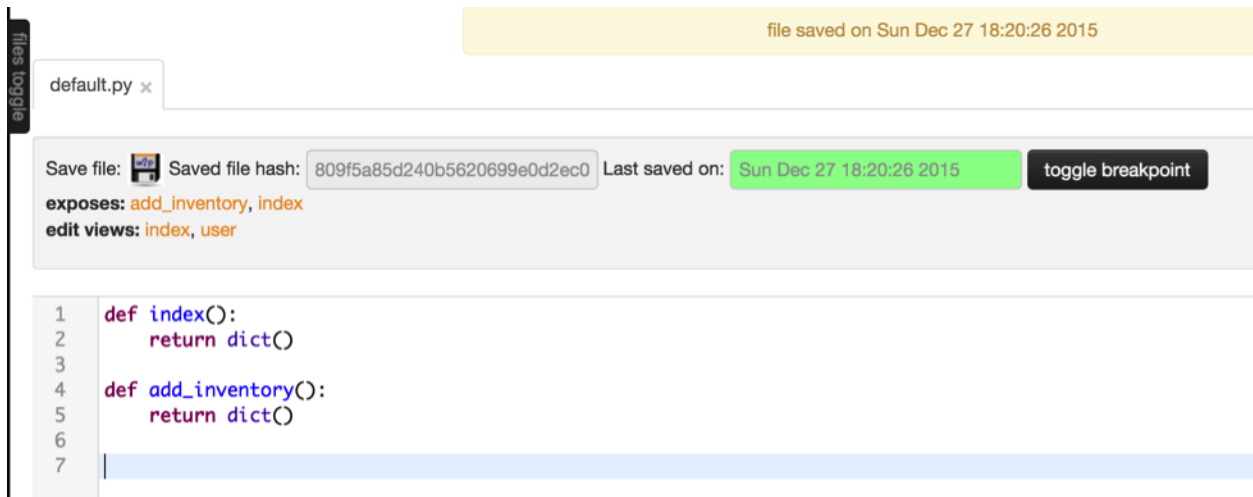 file saved on Sun Dec 27 18:20:26 2015
files toggle
default.py ×
Save file: w2p Saved file hash: 809f5a85d240b5620699e0d2ec0 Last saved on: Sun Dec 27 18:20:26 2015 toggle breakpoint
exposes: add_inventory, index
edit views: index, user
1 def index():
2     return dict()
3
4 def add_inventory():
5     return dict()
6
7